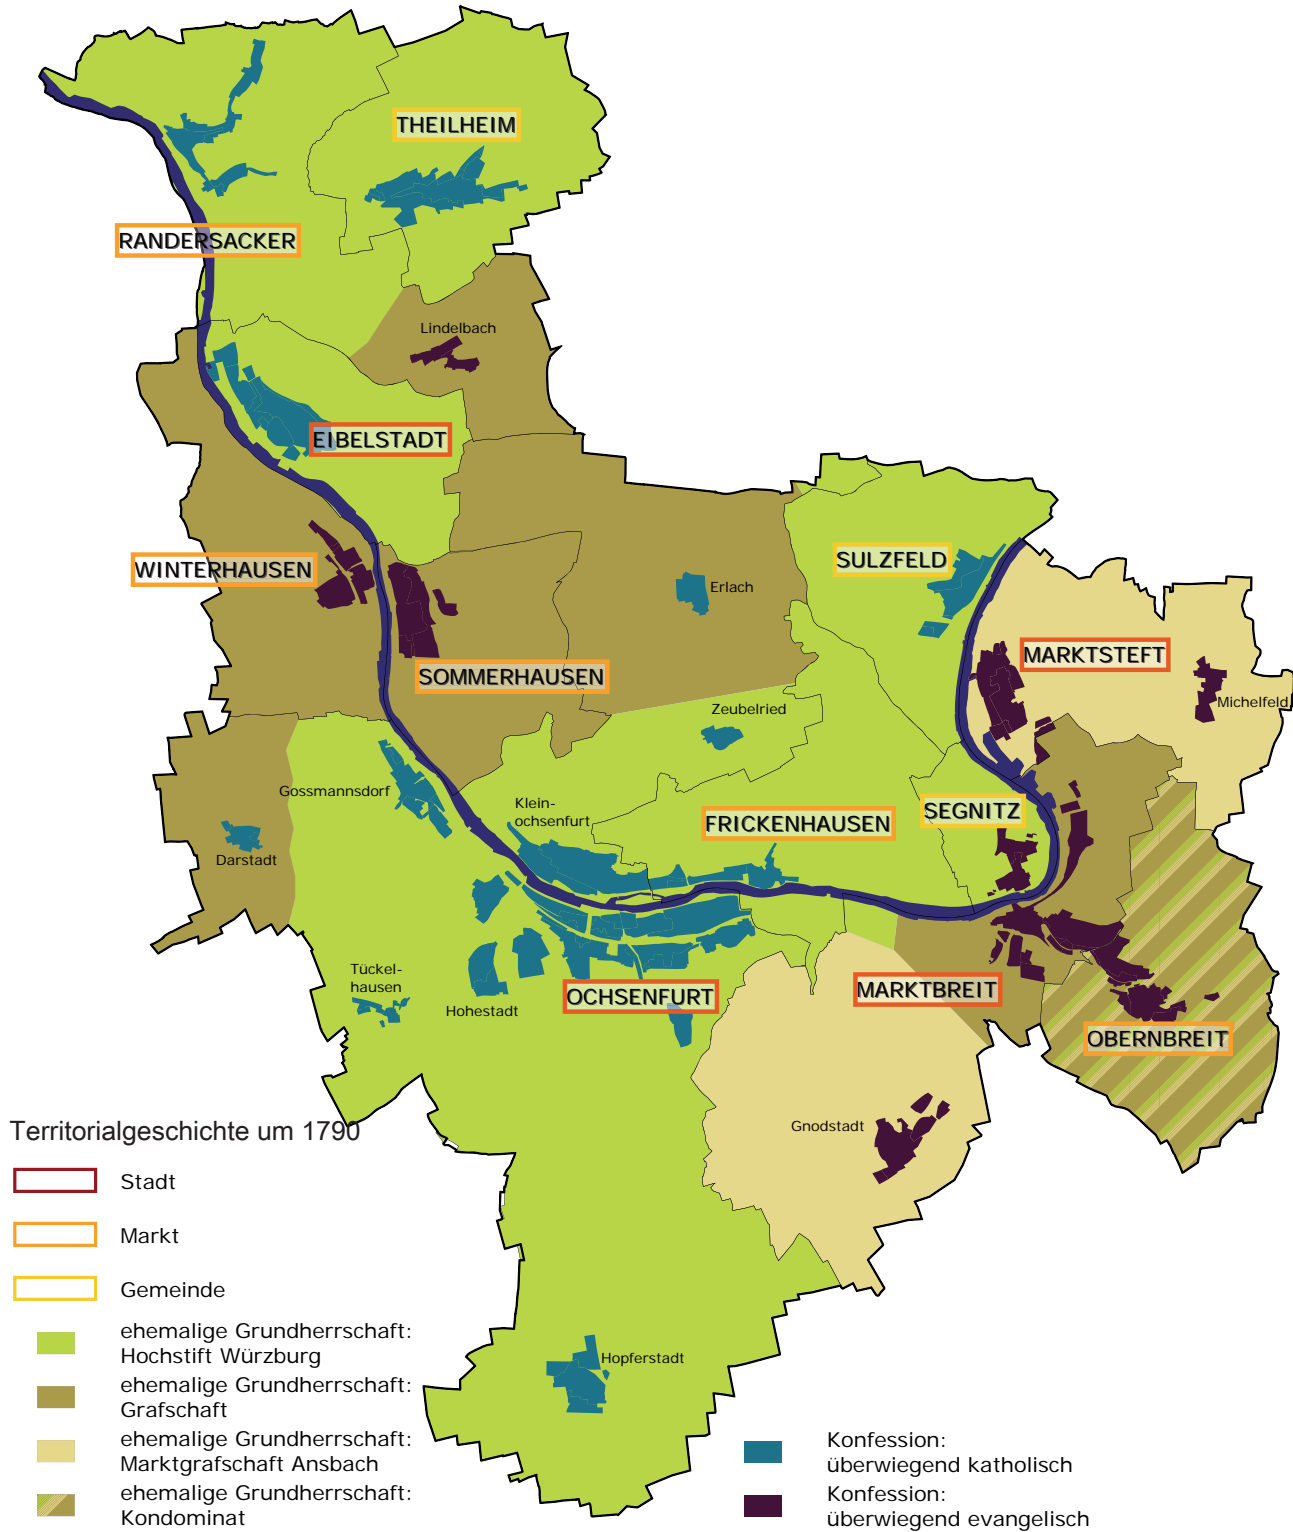 THEILHEIM
RANDERSACKER
Lindelbach
EIBELSTADT
WINTERHAUSEN
SULZFELD
Erlach
MARKTSTEFT
SOMMERHAUSEN
Michelfeld
Zeubelried
Gossmannsdorf
Klein-
ochsenfurt
SEGNITZ
FRICKENHAUSEN
Darstadt
Tückel-
hausen
Hohestadt
OCHSENFURT
MARKTBREIT
OBERNBREIT
Gnodstadt
Hopferstadt
Territorialgeschichte um 1790
Stadt
Markt
Gemeinde
ehemalige Grundherrschaft:
Hochstift Würzburg
ehemalige Grundherrschaft:
Grafschaft
ehemalige Grundherrschaft:
Marktgrafschaft Ansbach
ehemalige Grundherrschaft:
Kondominat
Konfession:
überwiegend katholisch
Konfession:
überwiegend evangelisch